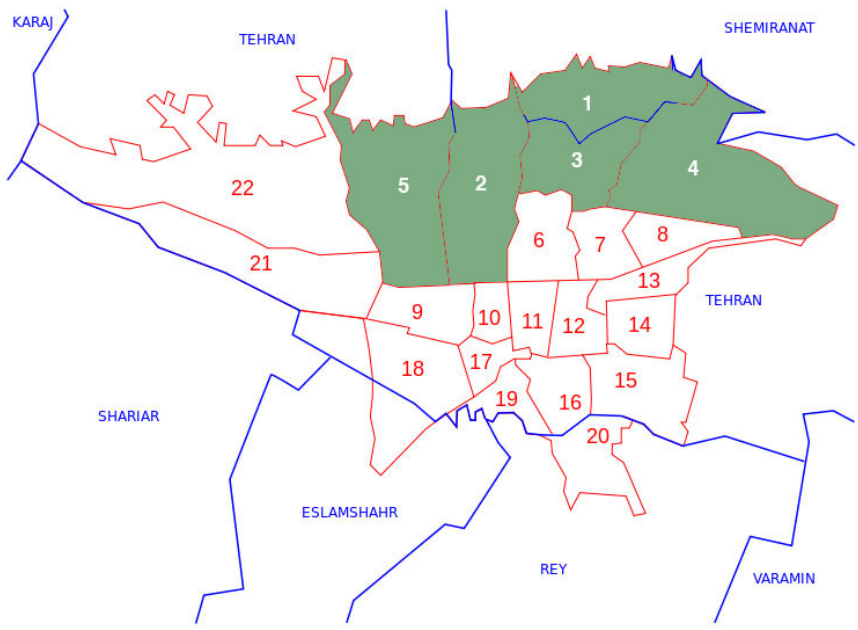 KARAJ
SHEMIRANAT
TEHRAN
1
3
4
5
2
22
6
7
8
21
13
TEHRAN
9
10
11
12
14
17
18
15
19
16
SHARIAR
20
ESLAMSHAHR
REY
VARAMIN